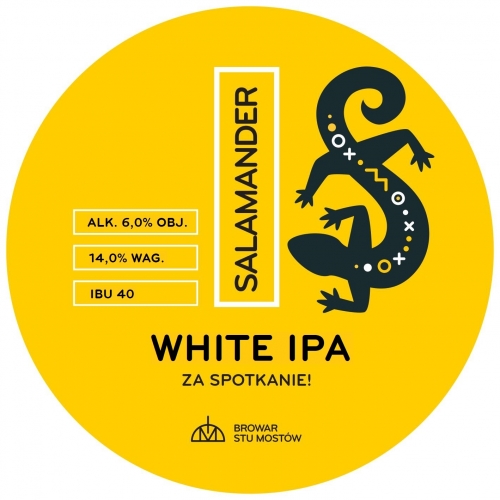 SALAMANDER
ALK. 6,0% OBJ.
14,0% WAG.
IBU 40
WHITE IPA
ZA SPOTKANIE!
BROWAR
STU MOSTÓW